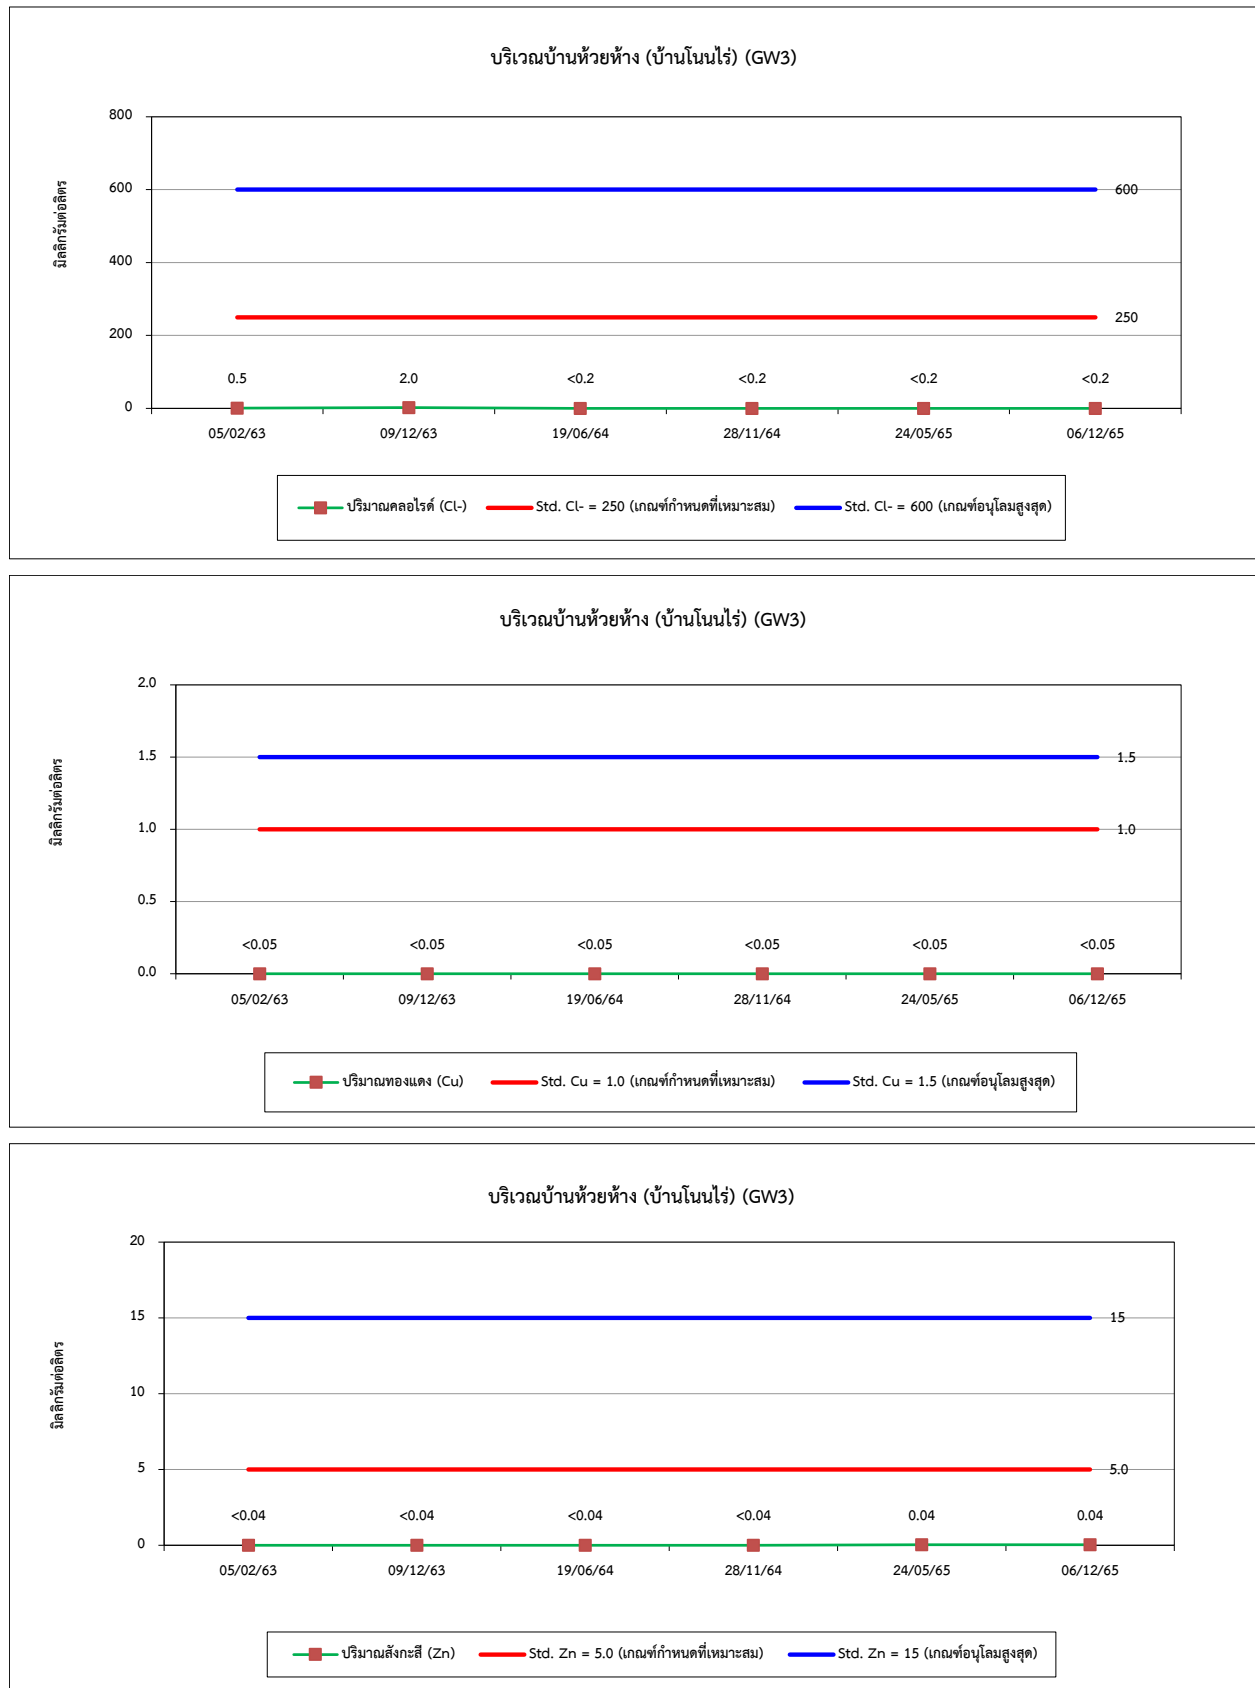 บริเวณบ้านห้วยห้าง (บ้านโนนไร่) (GW3)
มิลลิกรัมต่อลิตร
800
600
400
200
0
600
250
0.5 2.0 <0.2 <0.2 <0.2 <0.2
05/02/63 09/12/63 19/06/64 28/11/64 24/05/65 06/12/65
ปริมาณคลอไรด์ (Cl-) Std. Cl- = 250 (เกณฑ์กำหนดที่เหมาะสม) Std. Cl- = 600 (เกณฑ์อนุโลมสูงสุด)
บริเวณบ้านห้วยห้าง (บ้านโนนไร่) (GW3)
มิลลิกรัมต่อลิตร
2.0
1.5
1.0
0.5
0.0
1.5
1.0
<0.05 <0.05 <0.05 <0.05 <0.05 <0.05
05/02/63 09/12/63 19/06/64 28/11/64 24/05/65 06/12/65
ปริมาณทองแดง (Cu) Std. Cu = 1.0 (เกณฑ์กำหนดที่เหมาะสม) Std. Cu = 1.5 (เกณฑ์อนุโลมสูงสุด)
บริเวณบ้านห้วยห้าง (บ้านโนนไร่) (GW3)
มิลลิกรัมต่อลิตร
20
15
10
5
0
15
5.0
<0.04 <0.04 <0.04 <0.04 0.04 0.04
05/02/63 09/12/63 19/06/64 28/11/64 24/05/65 06/12/65
ปริมาณสังกะสี (Zn) Std. Zn = 5.0 (เกณฑ์กำหนดที่เหมาะสม) Std. Zn = 15 (เกณฑ์อนุโลมสูงสุด)